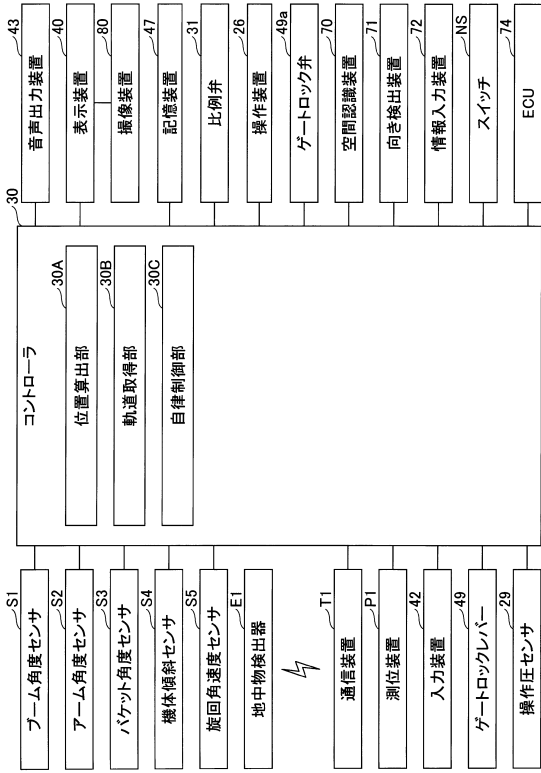 S1
ブーム角度センサ
S2
アーム角度センサ
S3
バケット角度センサ
S4
機体傾斜センサ
S5
旋回角速度センサ
E1
地中物検出器
T1
通信装置
P1
測位装置
42
入力装置
49
ゲートロックレバー
29
操作圧センサ
30
コントローラ
30A
位置算出部
30B
軌道取得部
30C
自律制御部
43
音声出力装置
40
表示装置
80
撮像装置
47
記憶装置
31
比例弁
26
操作装置
49a
ゲートロック弁
70
空間認識装置
71
向き検出装置
72
情報入力装置
NS
スイッチ
74
ECU